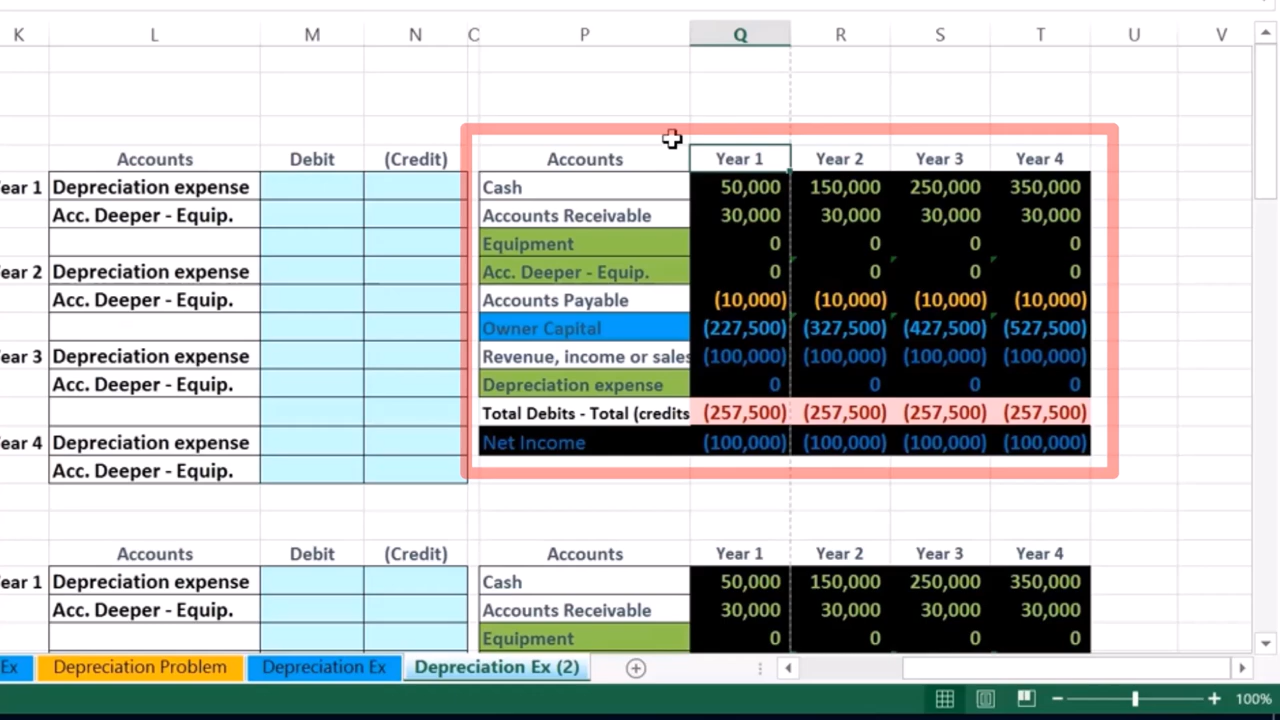 K L M N C P Q R S T U V
Accounts Debit (Credit) Accounts Year 1 Year 2 Year 3 Year 4
ear 1 Depreciation expense Cash 50,000 150,000 250,000 350,000
Acc. Deeper - Equip. Accounts Receivable 30,000 30,000 30,000 30,000
Equipment 0 0 0 0
ear 2 Depreciation expense Acc. Deeper - Equip. 0 0 0 0
Acc. Deeper - Equip. Accounts Payable (10,000) (10,000) (10,000) (10,000)
Owner Capital (227,500) (327,500) (427,500) (527,500)
ear 3 Depreciation expense Revenue, income or sales (100,000) (100,000) (100,000) (100,000)
Acc. Deeper - Equip. Depreciation expense 0 0 0 0
Total Debits - Total (credits (257,500) (257,500) (257,500) (257,500)
ear 4 Depreciation expense Net Income (100,000) (100,000) (100,000) (100,000)
Acc. Deeper - Equip.
Accounts Debit (Credit) Accounts Year 1 Year 2 Year 3 Year 4
ear 1 Depreciation expense Cash 50,000 150,000 250,000 350,000
Acc. Deeper - Equip. Accounts Receivable 30,000 30,000 30,000 30,000
Equipment 0 0 0 0
Ex Depreciation Problem Depreciation Ex Depreciation Ex (2)
100%